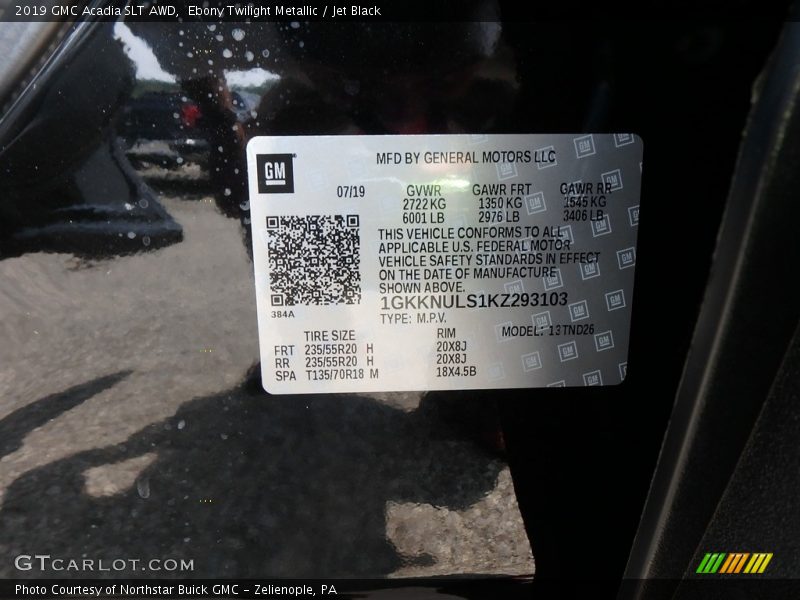 2019 GMC Acadia SLT AWD, Ebony Twilight Metallic / Jet Black
GM
MFD BY GENERAL MOTORS LLC
07/19 GVWR GAWR FRT GAWR RR
2722 KG 1350 KG 1545 KG
6001 LB 2976 LB 3406 LB
THIS VEHICLE CONFORMS TO ALL
APPLICABLE U.S. FEDERAL MOTOR
VEHICLE SAFETY STANDARDS IN EFFECT
ON THE DATE OF MANUFACTURE
SHOWN ABOVE.
384A
1GKKNULS1KZ293103
TYPE: M.P.V.
MODEL: 13TND26
TIRE SIZE RIM
FRT 235/55R20 H 20X8J
RR 235/55R20 H 20X8J
SPA T135/70R18 M 18X4.5B
GTCARLOT.COM
Photo Courtesy of Northstar Buick GMC - Zelienople, PA